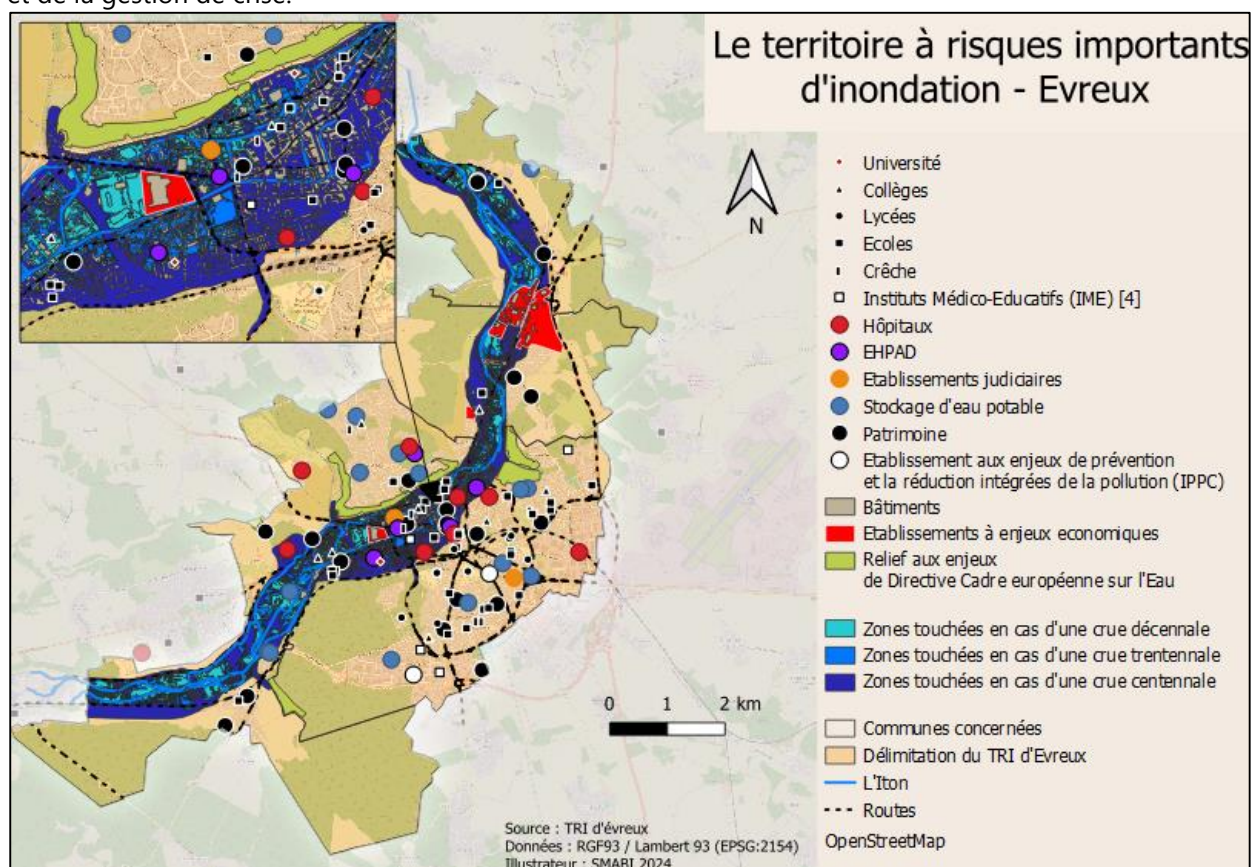 et de la gestion de crise.
Le territoire à risques importants
d'inondation - Evreux
N
Université
Collèges
Lycées
Ecoles
Crêche
Instituts Médico-Educatifs (IME) [4]
Hôpitaux
EHPAD
Etablissements judiciaires
Stockage d'eau potable
Patrimoine
Etablissement aux enjeux de prévention
et la réduction intégrées de la pollution (IPPC)
Bâtiments
Etablissements à enjeux economiques
Relief aux enjeux
de Directive Cadre européenne sur l'Eau
Zones touchées en cas d'une crue décennale
Zones touchées en cas d'une crue trentennale
Zones touchées en cas d'une crue centennale
0 1 2 km
Communes concernées
Délimitation du TRI d'Evreux
L'Iton
Routes
OpenStreetMap
Source : TRI d'évreux
Données : RGF93 / Lambert 93 (EPSG:2154)
Illustrateur : SMABI 2024